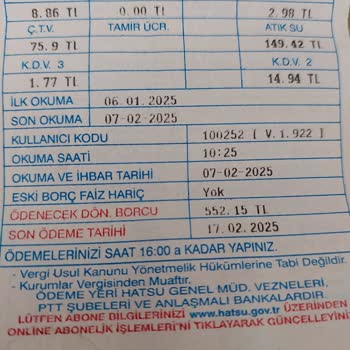 8.86 TL 0.00 TL 2.98 TL
Ç.T.V. TAMİR ÜCR. ATIK SU
75.9 TL 149.42 TL
K.D.V. 3 K.D.V. 2
1.77 TL 14.94 TL
İLK OKUMA 06.01.2025
SON OKUMA 07-02-2025
KULLANICI KODU 100252 [ V.1.922 ]
OKUMA SAATİ 10:25
OKUMA VE İHBAR TARİHİ 07-02-2025
ESKİ BORÇ FAİZ HARİÇ Yok
ÖDENECEK DÖN. BORCU 552.15 TL
SON ÖDEME TARİHİ 17.02.2025
ÖDEMELERİNİZİ SAAT 16:00 a KADAR YAPINIZ.
- Vergi Usul Kanunu Yönetmelik Hükümlerine Tabi Değildir.
- Kurumlar Vergisinden Muaftır.
ÖDEME YERİ HATSU GENEL MÜD. VEZNELERİ,
PTT ŞUBELERİ VE ANLAŞMALI BANKALARDIR.
LÜTFEN ABONE BİLGİLERİNİZİ www.hatsu.gov.tr ÜZERİNDEN
ONLINE ABONELİK İŞLEMLERİ'Nİ TIKLAYARAK GÜNCELLEYİNİ